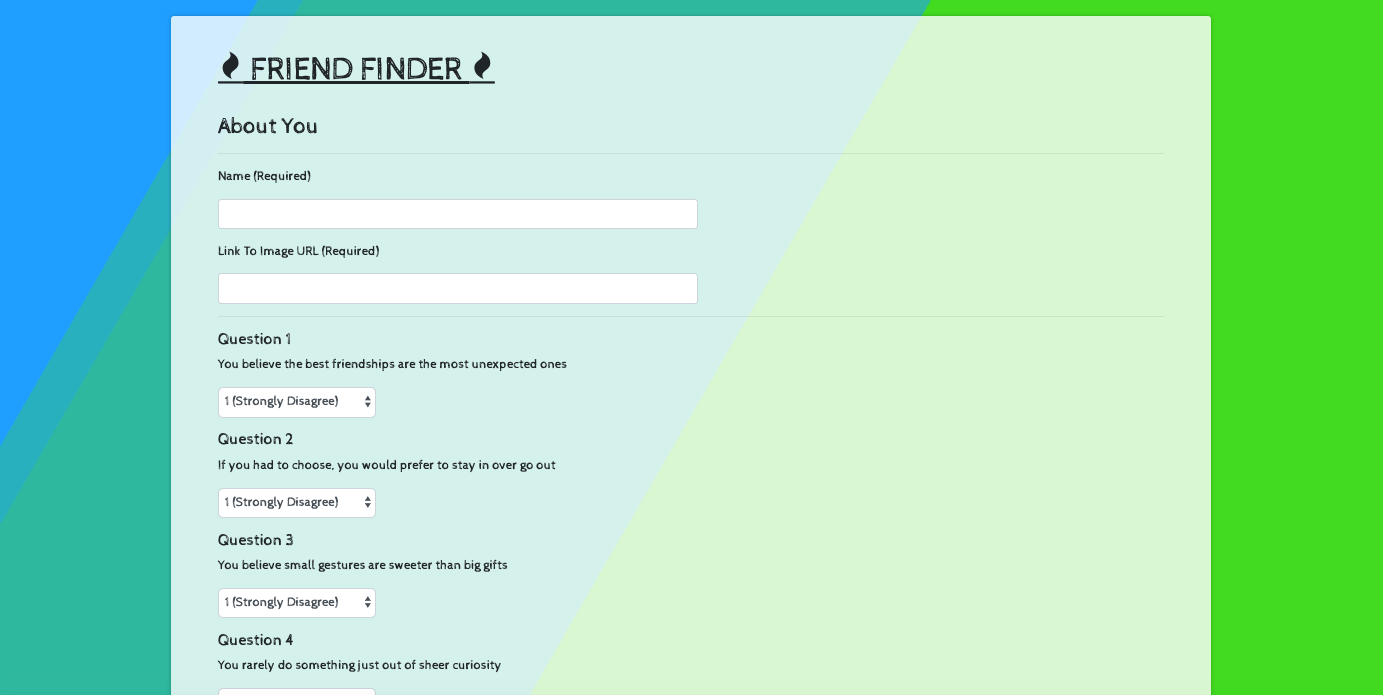 FRIEND FINDER
About You
Name (Required)
Link To Image URL (Required)
Question 1
You believe the best friendships are the most unexpected ones
1 (Strongly Disagree)
Question 2
If you had to choose, you would prefer to stay in over go out
1 (Strongly Disagree)
Question 3
You believe small gestures are sweeter than big gifts
1 (Strongly Disagree)
Question 4
You rarely do something just out of sheer curiosity